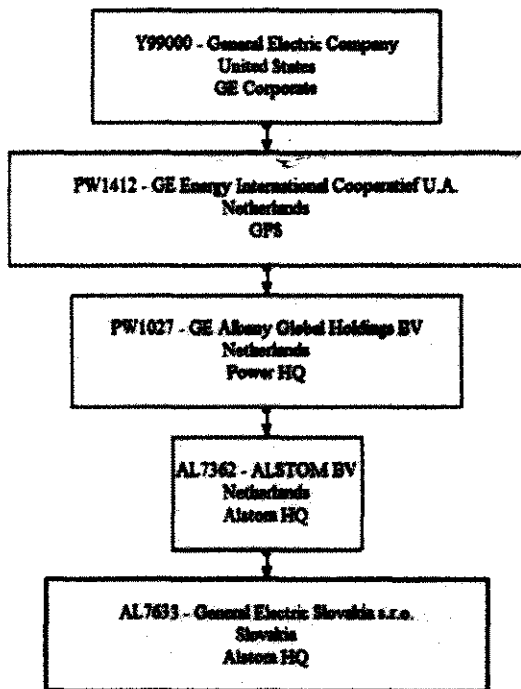 Y99000 - General Electric Company
United States
GE Corporate
PW1412 - GE Energy International Cooperatief U.A.
Netherlands
GPS
PW1027 - GE Albany Global Holdings BV
Netherlands
Power HQ
AL7362 - ALSTOM BV
Netherlands
Alstom HQ
AL7633 - General Electric Slovakia s.r.o.
Slovakia
Alstom HQ